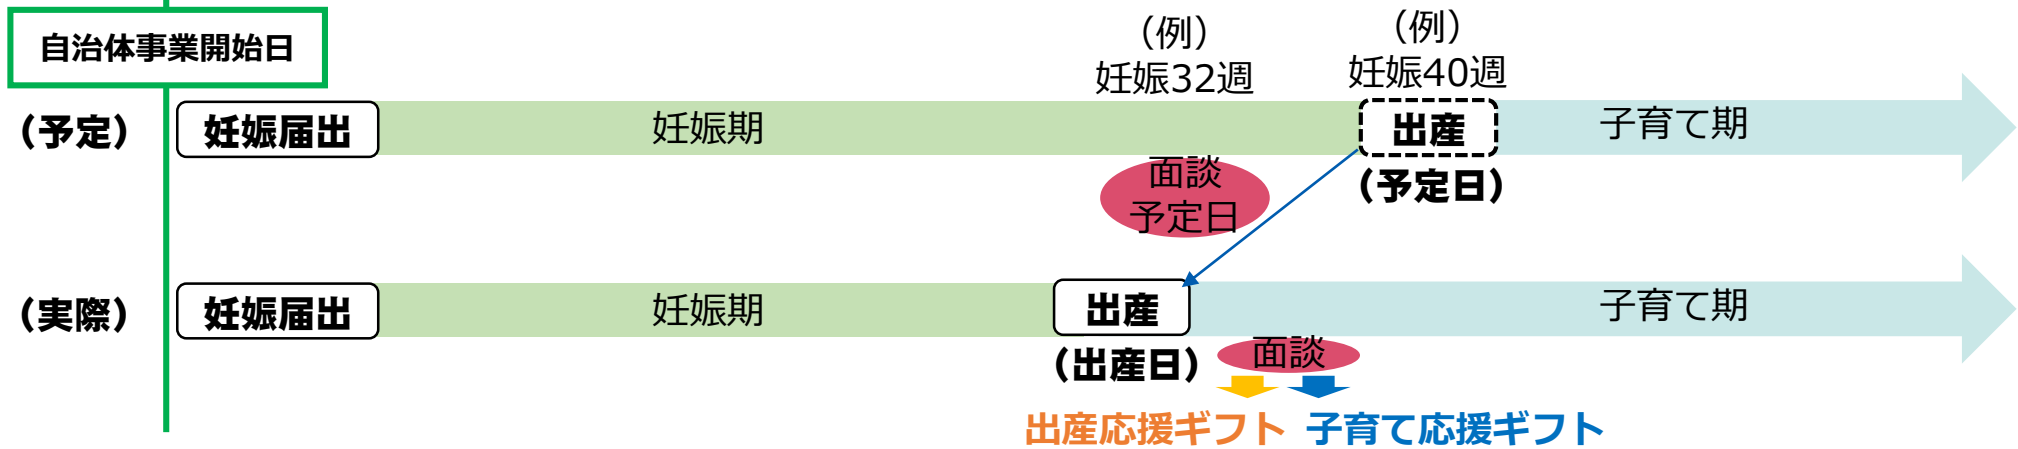 自治体事業開始日
(例)
妊娠32週
(例)
妊娠40週
(予定)
妊娠届出
妊娠期
出産
子育て期
(予定日)
面談
予定日
(実際)
妊娠届出
妊娠期
出産
子育て期
(出産日)
面談
出産応援ギフト 子育て応援ギフト